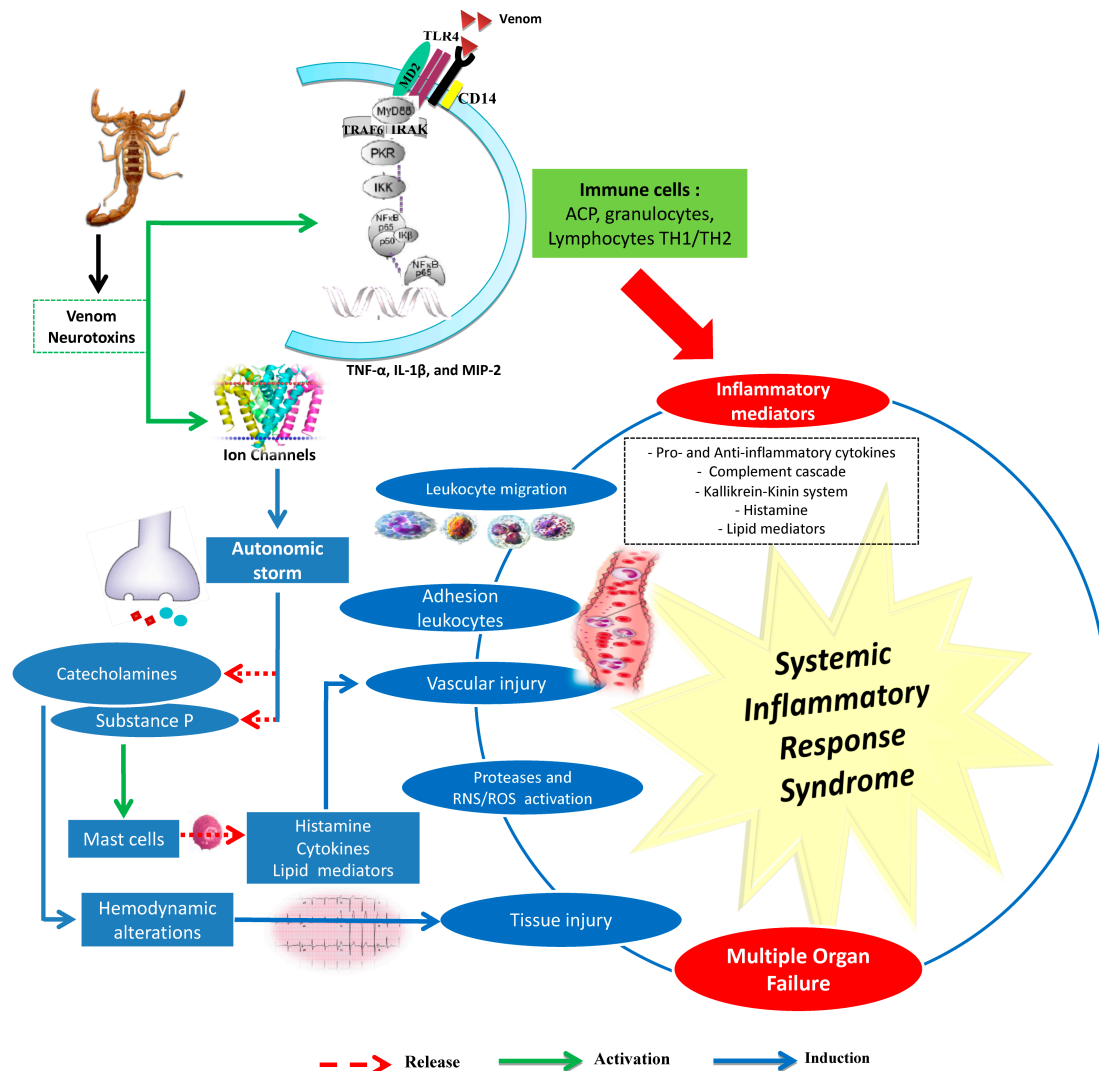 Venom
TLR4
MD2
CD14
MyD88
TRAF6
IRAK
PKR
IKK
NFκB
p65
p50
IKβ
NFκB
p65
TNF-α, IL-1β, and MIP-2
Immune cells :
ACP, granulocytes,
Lymphocytes TH1/TH2
Venom
Neurotoxins
Ion Channels
Inflammatory
mediators
- Pro- and Anti-inflammatory cytokines
- Complement cascade
- Kallikrein-Kinin system
- Histamine
- Lipid mediators
Leukocyte migration
Autonomic
storm
Adhesion
leukocytes
Catecholamines
Substance P
Vascular injury
Systemic
Inflammatory
Response
Syndrome
Proteases and
RNS/ROS activation
Mast cells
Histamine
Cytokines
Lipid mediators
Hemodynamic
alterations
Tissue injury
Multiple Organ
Failure
Release
Activation
Induction